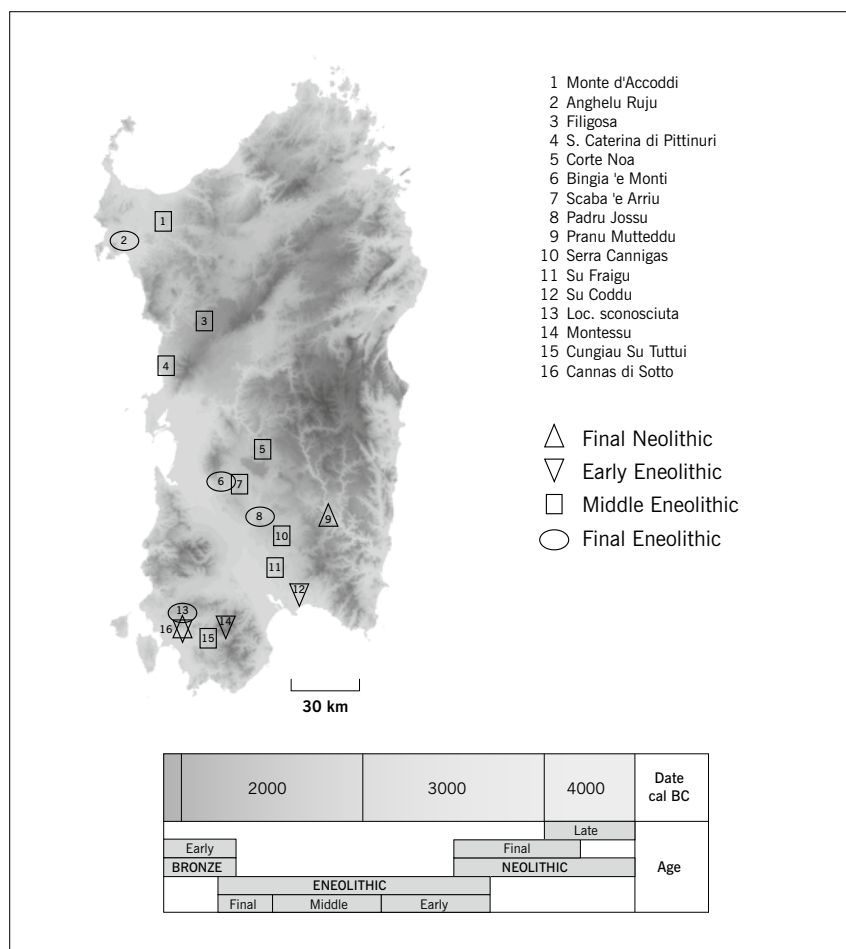 1 Monte d'Accoddi
2 Anghelu Ruju
3 Filigosa
4 S. Caterina di Pittinuri
5 Corte Noa
6 Bingia 'e Monti
7 Scaba 'e Arriu
8 Padru Jossu
9 Pranu Mutteddu
10 Serra Cannigas
11 Su Fraigu
12 Su Coddu
13 Loc. sconosciuta
14 Montessu
15 Cungiau Su Tuttui
16 Cannas di Sotto
1
2
3
4
5
6
7
8
9
10
11
12
13
14
16
15
Final Neolithic
Early Eneolithic
Middle Eneolithic
Final Eneolithic
30 km
2000 3000 4000 Date
cal BC
Late
Early Final
BRONZE NEOLITHIC Age
ENEOLITHIC
Final Middle Early